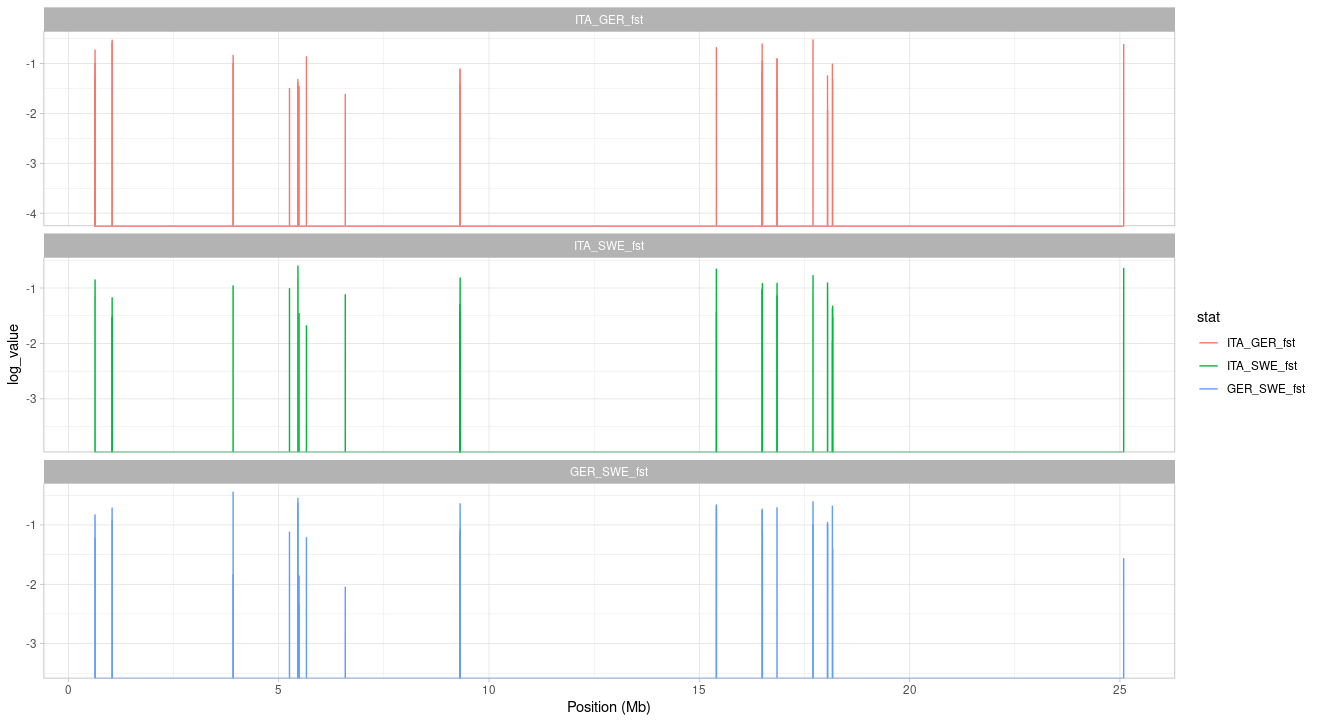 ITA_GER_fst
-1
-2
-3
-4
ITA_SWE_fst
-1
-2
-3
log_value
GER_SWE_fst
-1
-2
-3
0 5 10 15 20 25
Position (Mb)
stat
ITA_GER_fst
ITA_SWE_fst
GER_SWE_fst